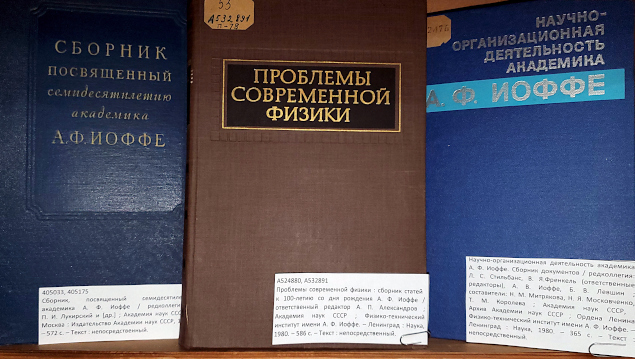 СБОРНИК
ПОСВЯЩЕННЫЙ
семидесятилетию
академика
А.Ф. ИОФФЕ
405033, 405175
Сборник, посвященный
академика А. Ф. Иоффе / редколлегия
П. И. Лукирский и [др.] ; Академия наук СССР,
Москва : Издательство Академии наук СССР,
– 572 с. – Текст : непосредственный.
53
А532 891
П-78
ПРОБЛЕМЫ
СОВРЕМЕННОЙ
ФИЗИКИ
А524880, А532891
Проблемы современной физики : сборник статей
к 100-летию со дня рождения А. Ф. Иоффе /
ответственный редактор А. П. Александров ;
Академия наук СССР ; Физико-технический
институт имени А. Ф. Иоффе. – Ленинград : Наука,
1980. – 586 с. – Текст : непосредственный.
НАУЧНО-
ОРГАНИЗАЦИОННАЯ
ДЕЯТЕЛЬНОСТЬ
АКАДЕМИКА
А. Ф. ИОФФЕ
Научно-организационная деятельность академика
А. Ф. Иоффе. Сборник документов / редколлегия:
Л. С. Стильбанс, В. Я. Френкель (ответственные
редакторы), А. В. Иоффе, Б. В. Левшин ;
составители: Н. М. Митрякова, Н. Я. Московченко,
Т. М. Королева ; Академия наук СССР,
Архив Академии наук СССР, Ордена Ленина
Физико-технический институт имени А. Ф. Иоффе. –
Ленинград : Наука, 1980. – 365 с. – Текст :
непосредственный.